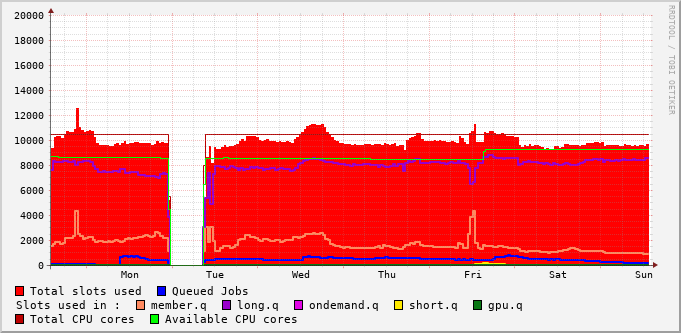 20000
18000
16000
14000
12000
10000
8000
6000
4000
2000
0
Mon Tue Wed Thu Fri Sat Sun
RRDTOOL / TOBI OETIKER
Total slots used Queued Jobs
Slots used in : member.q long.q ondemand.q short.q gpu.q
Total CPU cores Available CPU cores